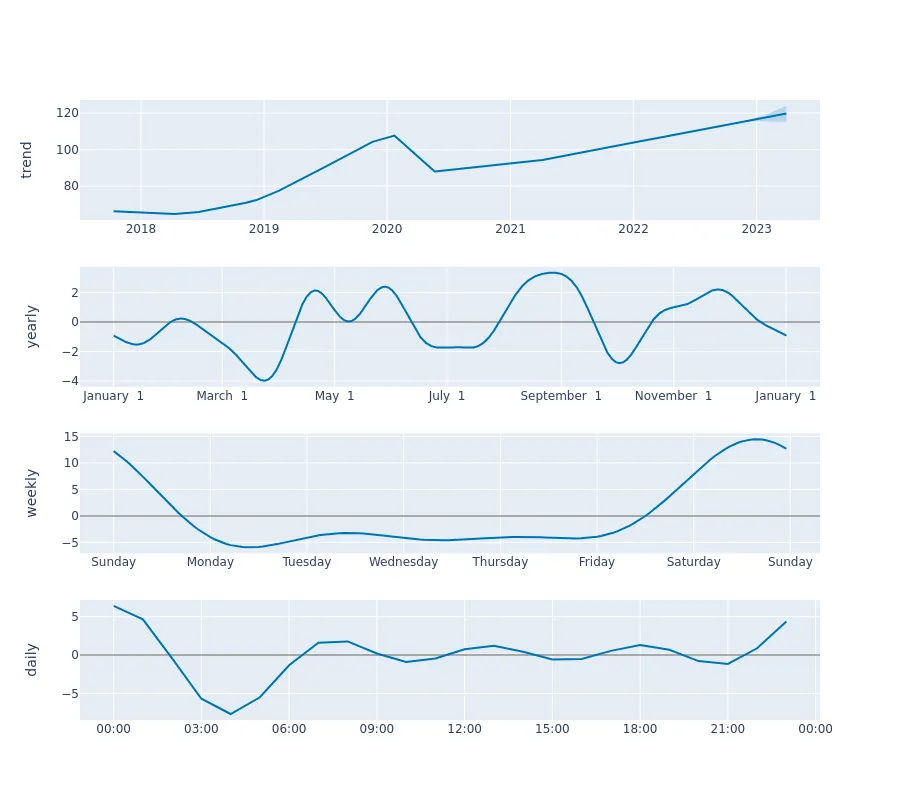 trend
120
100
80
2018 2019 2020 2021 2022 2023
yearly
2
0
−2
−4
January 1 March 1 May 1 July 1 September 1 November 1 January 1
weekly
15
10
5
0
−5
Sunday Monday Tuesday Wednesday Thursday Friday Saturday Sunday
daily
5
0
−5
00:00 03:00 06:00 09:00 12:00 15:00 18:00 21:00 00:00